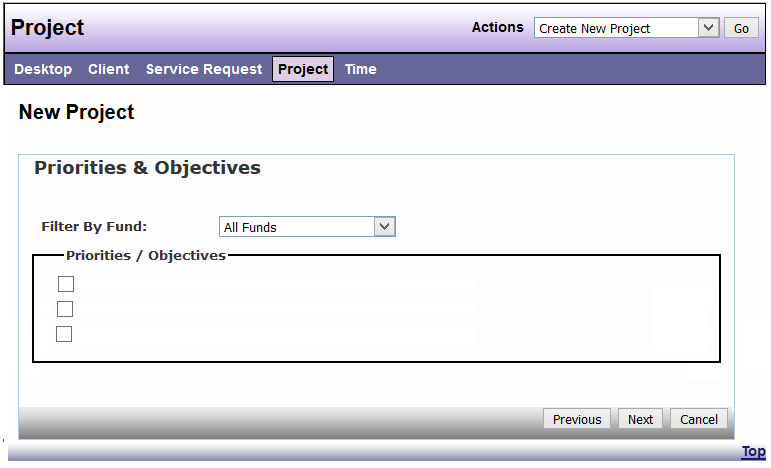 Project
Actions Create New Project Go
Desktop Client Service Request Project Time
New Project
Priorities & Objectives
Filter By Fund: All Funds
Priorities / Objectives
Previous Next Cancel
Top